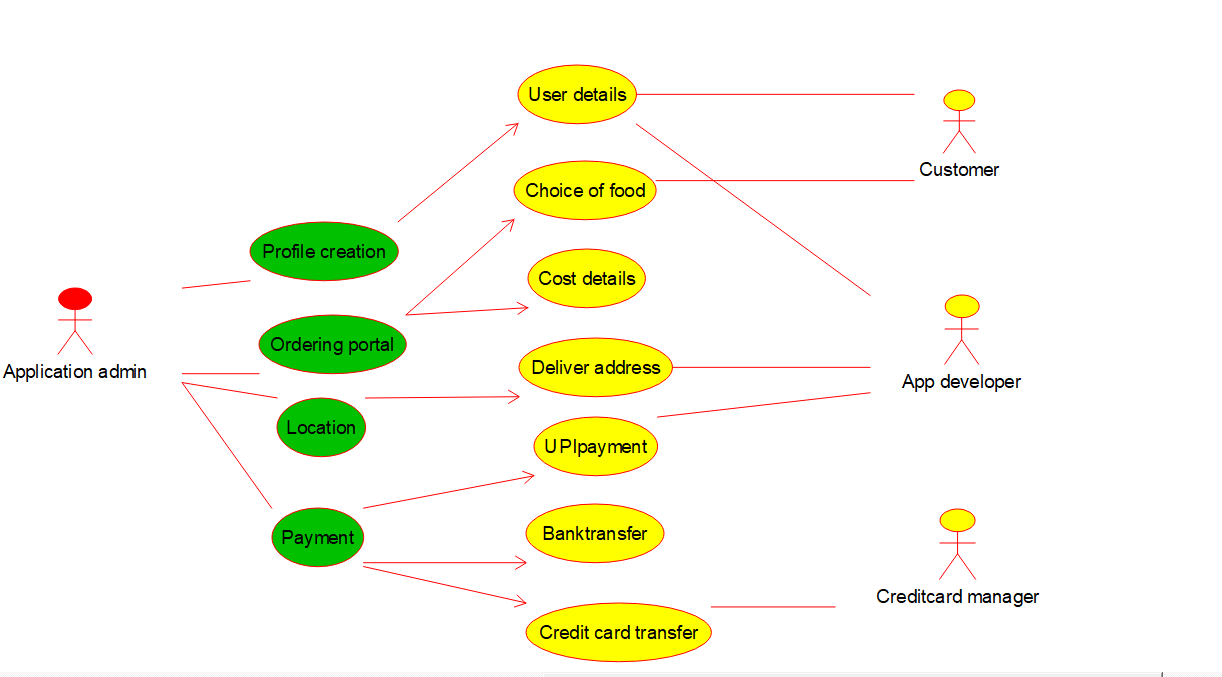 User details
Customer
Choice of food
Profile creation
Cost details
Application admin
Ordering portal
Deliver address
App developer
Location
UPIpayment
Payment
Banktransfer
Creditcard manager
Credit card transfer